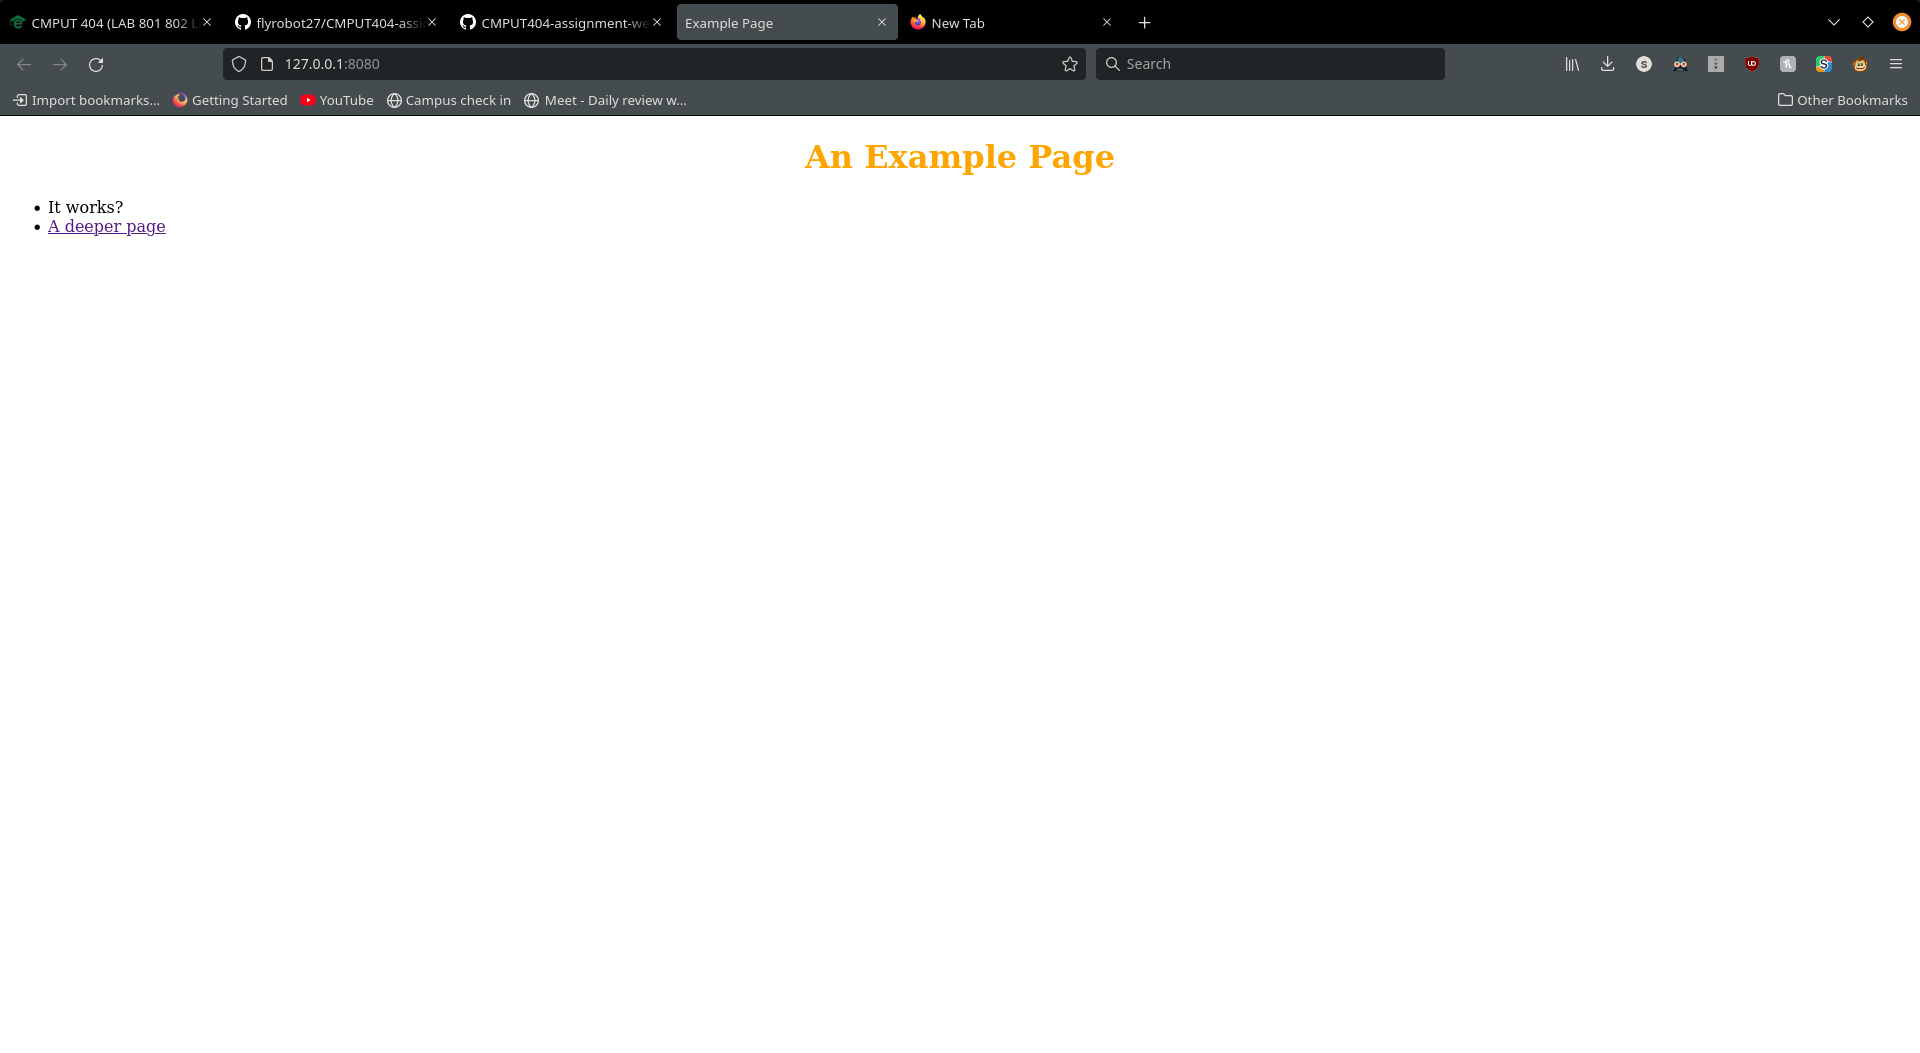 CMPUT 404 (LAB 801 802 L
flyrobot27/CMPUT404-assi
CMPUT404-assignment-we
Example Page
New Tab
127.0.0.1:8080
Search
Import bookmarks...
Getting Started
YouTube
Campus check in
Meet - Daily review w...
Other Bookmarks
An Example Page
• It works?
• A deeper page